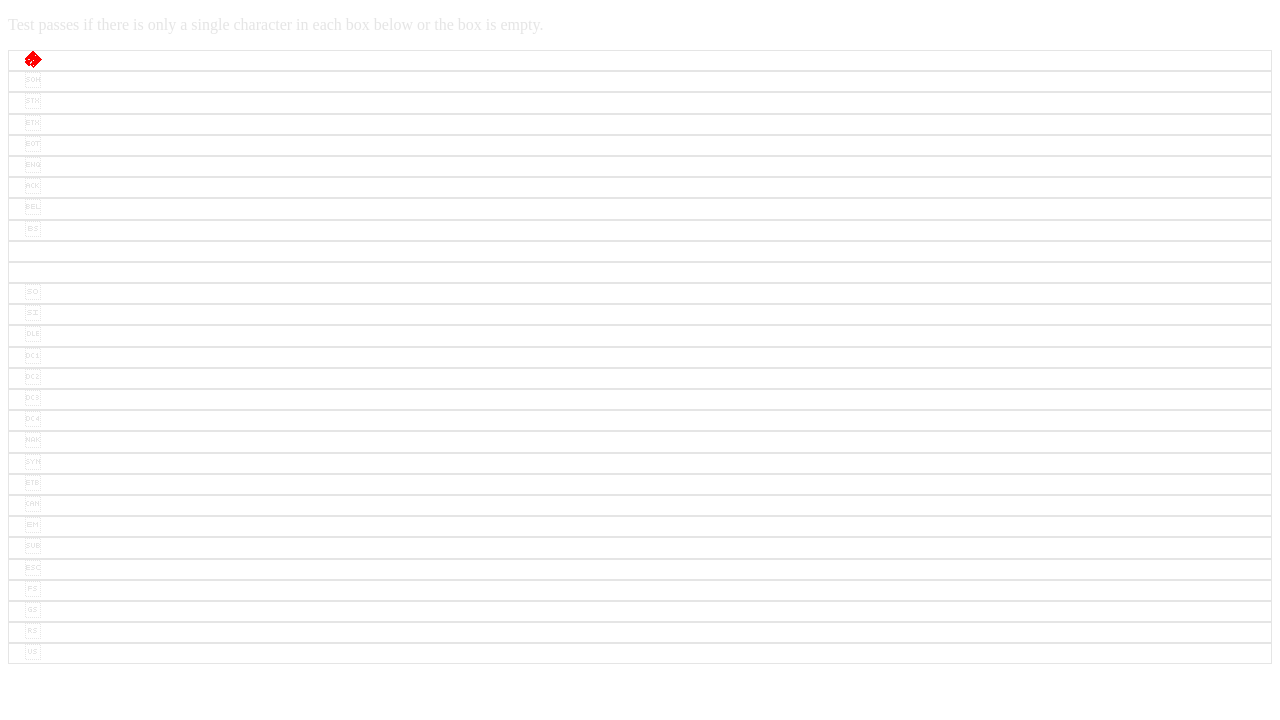 Test passes if there is only a single character in each box below or the box is empty.
�
SOH
STX
ETX
EOT
ENQ
ACK
BEL
BS
SO
SI
DLE
DC1
DC2
DC3
DC4
NAK
SYN
ETB
CAN
EM
SUB
ESC
FS
GS
RS
US